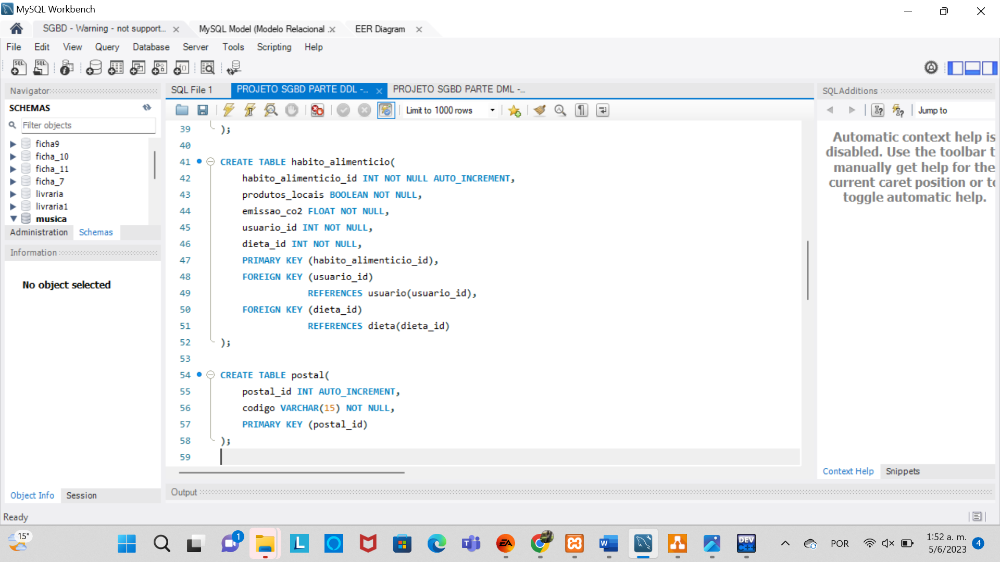 MySQL Workbench
SGBD - Warning - not support...
MySQL Model (Modelo Relacional .
EER Diagram
File Edit View Query Database Server Tools Scripting Help
Navigator
SQL File 1
PROJETO SGBD PARTE DDL -...
PROJETO SGBD PARTE DML -...
SQLAdditions
SCHEMAS
Filter objects
ficha9
ficha_10
ficha_11
ficha_7
livraria
livraria1
musica
Administration Schemas
Information
No object selected
Object Info Session
Limit to 1000 rows
39 );
40
41 CREATE TABLE habito_alimenticio(
42 habito_alimenticio_id INT NOT NULL AUTO_INCREMENT,
43 produtos_locais BOOLEAN NOT NULL,
44 emissao_co2 FLOAT NOT NULL,
45 usuario_id INT NOT NULL,
46 dieta_id INT NOT NULL,
47 PRIMARY KEY (habito_alimenticio_id),
48 FOREIGN KEY (usuario_id)
49 REFERENCES usuario(usuario_id),
50 FOREIGN KEY (dieta_id)
51 REFERENCES dieta(dieta_id)
52 );
53
54 CREATE TABLE postal(
55 postal_id INT AUTO_INCREMENT,
56 codigo VARCHAR(15) NOT NULL,
57 PRIMARY KEY (postal_id)
58 );
59
Jump to
Automatic context help is
disabled. Use the toolbar t
manually get help for the
current caret position or to
toggle automatic help.
Context Help Snippets
Output
Ready
15°
1
POR
1:52 a. m.
5/6/2023
4